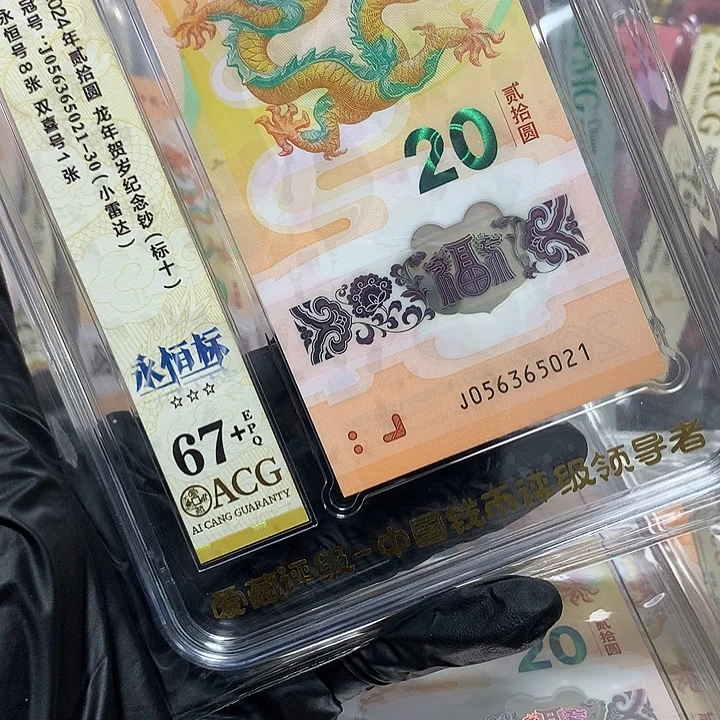 2024年贰拾圆 龙年贺岁纪念钞(标十)
冠号:J056365021-30(小雷达)
永恒号8张 双喜号1张
永恒标
☆☆☆
67+EPQ
ACG
AI CANG GUARANTY
贰拾圆
20
福
J056365021
爱藏评级-中国钱币评级领导者
PMG
ACG
20
贰拾圆